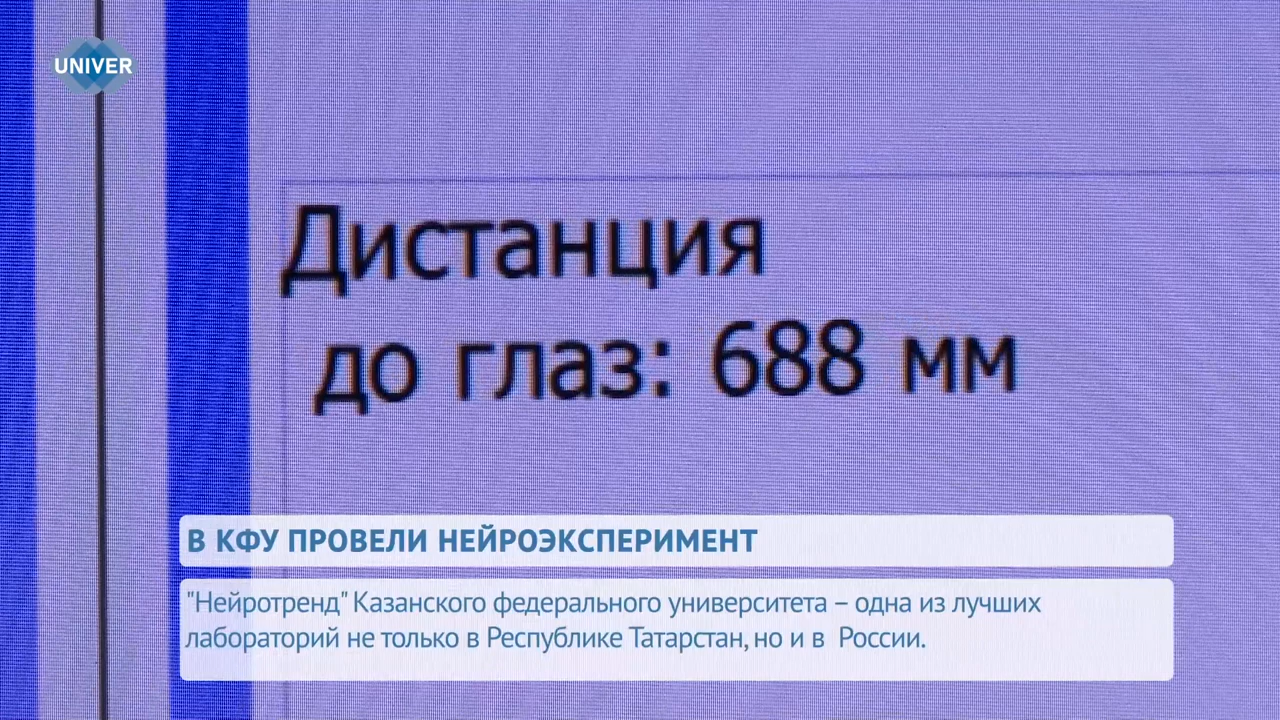 UNIVER
Дистанция
до глаз: 688 мм
В КФУ ПРОВЕЛИ НЕЙРОЭКСПЕРИМЕНТ
"Нейротренд" Казанского федерального университета – одна из лучших
лабораторий не только в Республике Татарстан, но и в России.